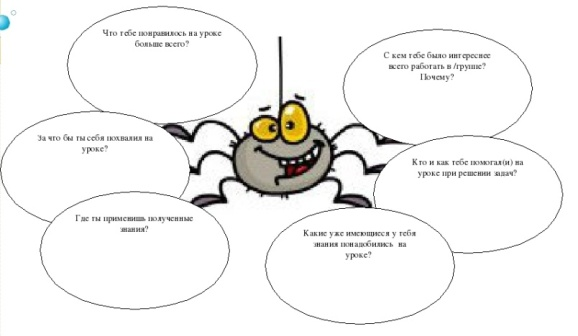 Что тебе понравилось на уроке
больше всего?
С кем тебе было интереснее
всего работать в /группе?
Почему?
За что бы ты себя похвалил на
уроке?
Кто и как тебе помогал(и) на
уроке при решении задач?
Где ты применишь полученные
знания?
Какие уже имеющиеся у тебя
знания понадобились на
уроке?